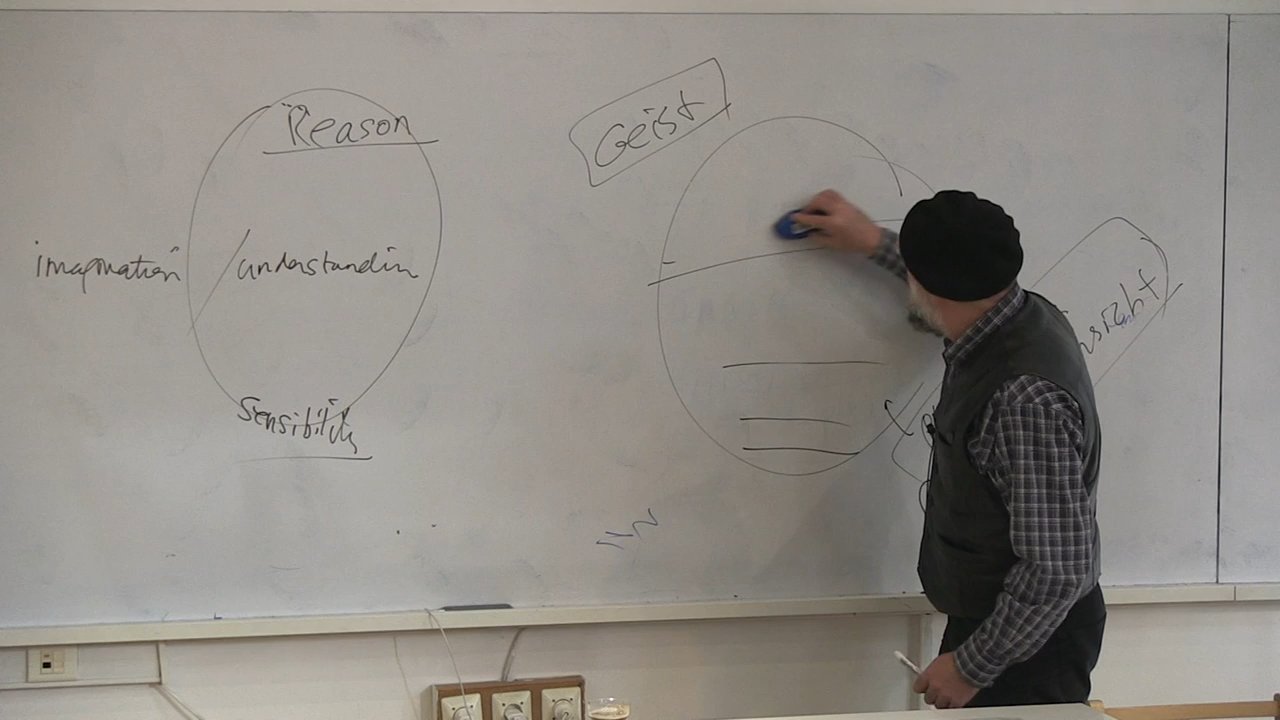 Reason
Geist
imagination
understandin
Sensibility